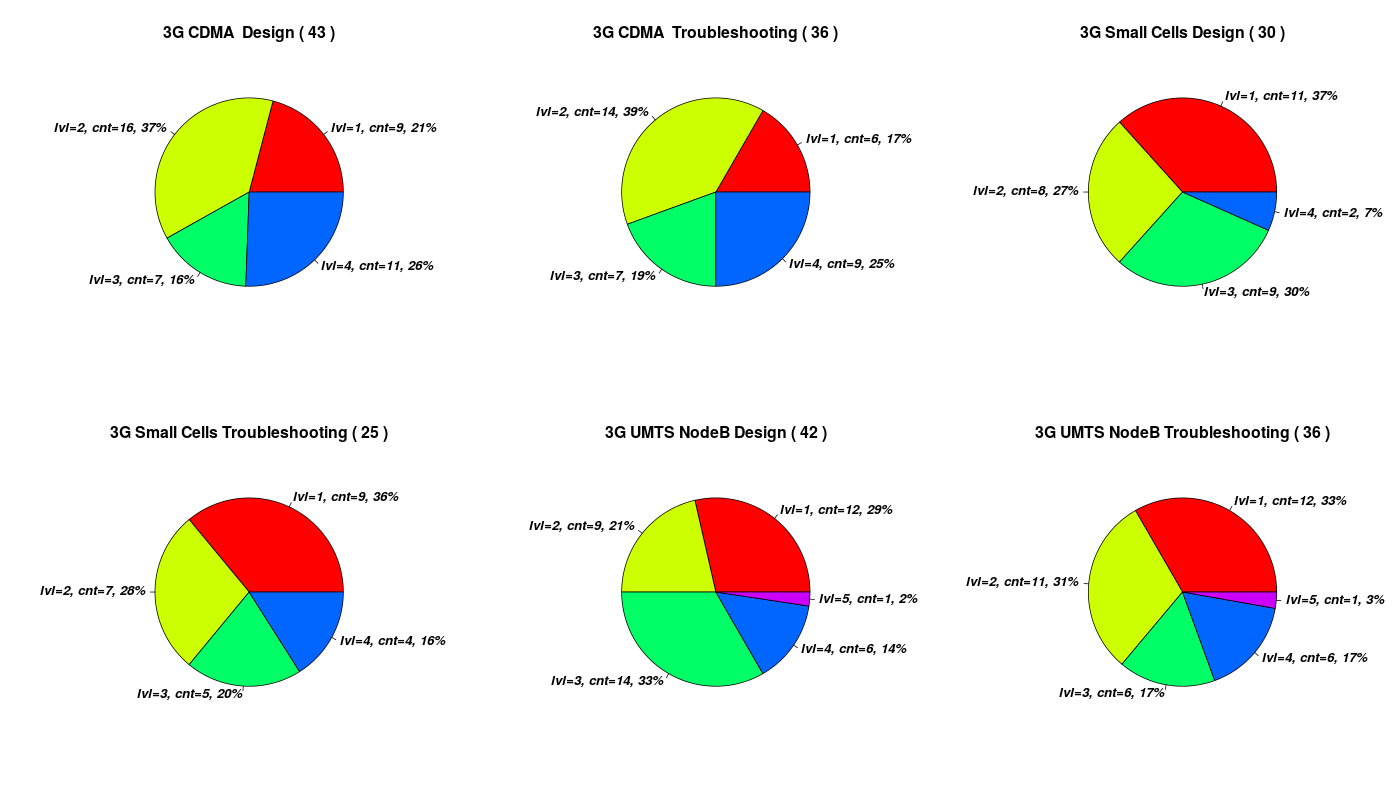 3G CDMA  Design ( 43 )
lvl=1, cnt=9, 21%
lvl=2, cnt=16, 37%
lvl=3, cnt=7, 16%
lvl=4, cnt=11, 26%
3G CDMA  Troubleshooting ( 36 )
lvl=1, cnt=6, 17%
lvl=2, cnt=14, 39%
lvl=3, cnt=7, 19%
lvl=4, cnt=9, 25%
3G Small Cells Design ( 30 )
lvl=1, cnt=11, 37%
lvl=2, cnt=8, 27%
lvl=3, cnt=9, 30%
lvl=4, cnt=2, 7%
3G Small Cells Troubleshooting ( 25 )
lvl=1, cnt=9, 36%
lvl=2, cnt=7, 28%
lvl=3, cnt=5, 20%
lvl=4, cnt=4, 16%
3G UMTS NodeB Design ( 42 )
lvl=1, cnt=12, 29%
lvl=2, cnt=9, 21%
lvl=3, cnt=14, 33%
lvl=4, cnt=6, 14%
lvl=5, cnt=1, 2%
3G UMTS NodeB Troubleshooting ( 36 )
lvl=1, cnt=12, 33%
lvl=2, cnt=11, 31%
lvl=3, cnt=6, 17%
lvl=4, cnt=6, 17%
lvl=5, cnt=1, 3%